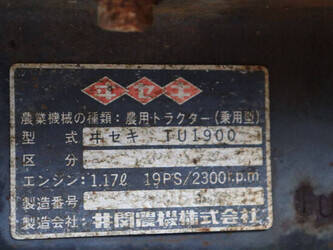 ヰセキ
農業機械の種類：農用トラクター(乗用型)
型式 ヰセキ TU1900
区分
エンジン：1.17ℓ 19PS/2300r.p.m
製造番号
製造会社：井関農機株式会社